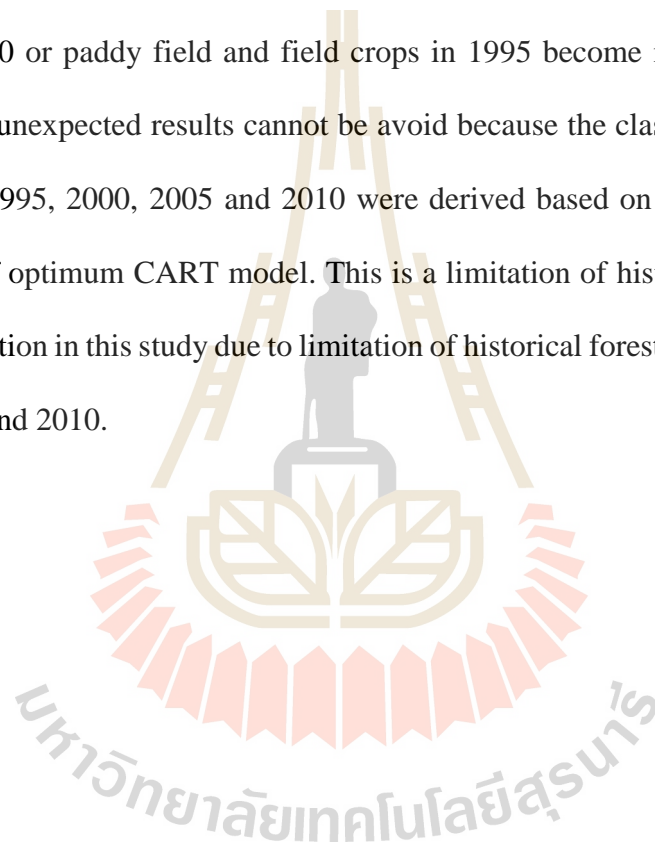 0 or paddy field and field crops in 1995 become
unexpected results cannot be avoid because the clas
995, 2000, 2005 and 2010 were derived based on
optimum CART model. This is a limitation of his
tion in this study due to limitation of historical forest
nd 2010.
มหาวิทยาลัยเทคโนโลยีสุรนารี